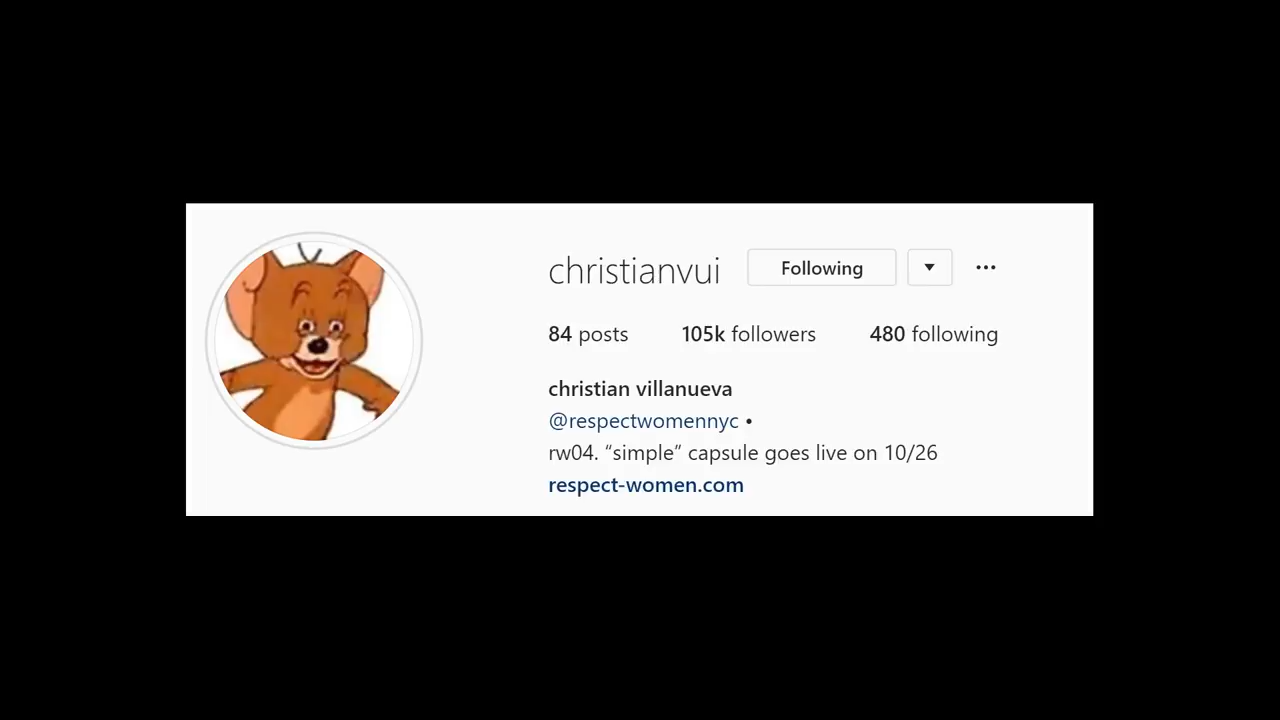 christianvui Following
84 posts 105k followers 480 following
christian villanueva
@respectwomennyc •
rw04. “simple” capsule goes live on 10/26
respect-women.com